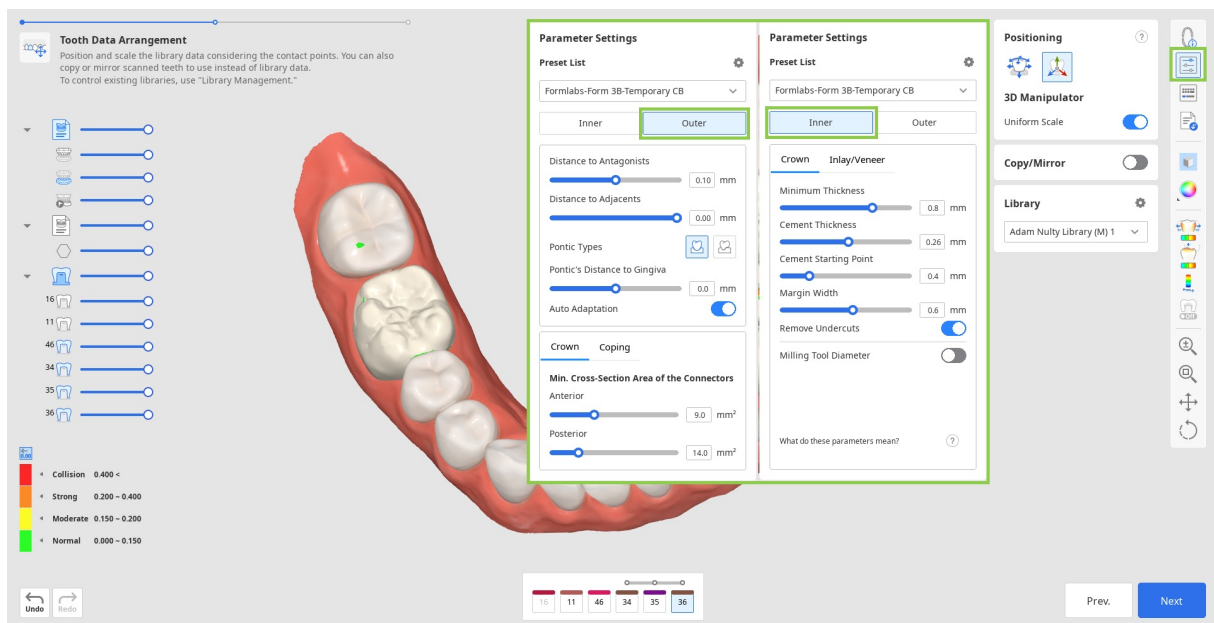 Tooth Data Arrangement
Position and scale the library data considering the contact points. You can also
copy or mirror scanned teeth to use instead of library data.
To control existing libraries, use "Library Management."
16
11
46
34
35
36
0.00
Collision 0.400 <
Strong 0.200 ~ 0.400
Moderate 0.150 ~ 0.200
Normal 0.000 ~ 0.150
Undo
Redo
Parameter Settings
Preset List
Formlabs-Form 3B-Temporary CB
Inner Outer
Distance to Antagonists
0.10 mm
Distance to Adjacents
0.00 mm
Pontic Types
Pontic's Distance to Gingiva
0.0 mm
Auto Adaptation
Crown Coping
Min. Cross-Section Area of the Connectors
Anterior
9.0 mm²
Posterior
14.0 mm²
Parameter Settings
Preset List
Formlabs-Form 3B-Temporary CB
Inner Outer
Crown Inlay/Veneer
Minimum Thickness
0.8 mm
Cement Thickness
0.26 mm
Cement Starting Point
0.4 mm
Margin Width
0.6 mm
Remove Undercuts
Milling Tool Diameter
What do these parameters mean? ?
Positioning ?
3D Manipulator
Uniform Scale
Copy/Mirror
Library
Adam Nulty Library (M) 1
16 11 46 34 35 36
Prev. Next